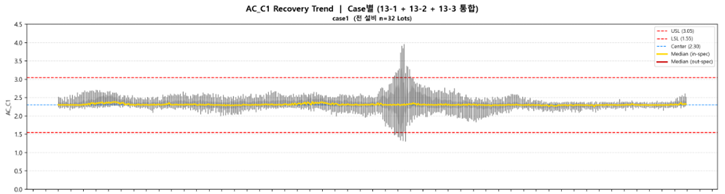 AC_C1 Recovery Trend | Case별 (13-1 + 13-2 + 13-3 통합)
case1 (전 설비 n=32 Lots)
4.5
4.0
3.5
3.0
2.5
2.0
1.5
1.0
0.5
0.0
AC_C1
USL (3.05)
LSL (1.55)
Center (2.30)
Median (in-spec)
Median (out-spec)